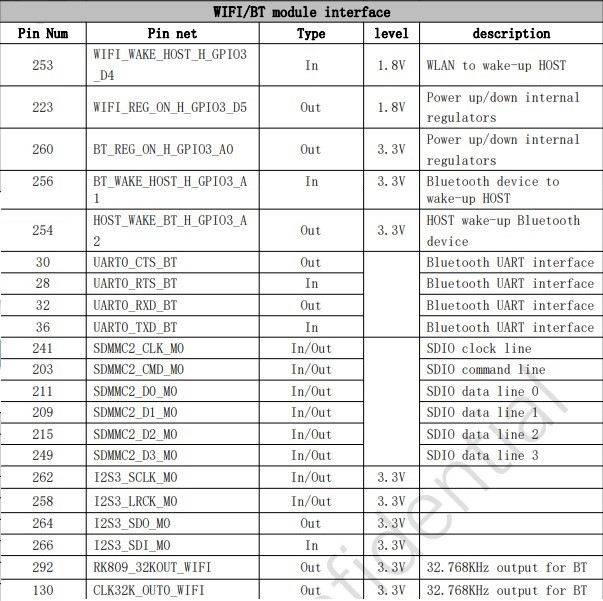 WIFI/BT module interface
Pin Num Pin net Type level description
253 WIFI_WAKE_HOST_H_GPIO3_D4 In 1.8V WLAN to wake-up HOST
223 WIFI_REG_ON_H_GPIO3_D5 Out 1.8V Power up/down internal regulators
260 BT_REG_ON_H_GPIO3_A0 Out 3.3V Power up/down internal regulators
256 BT_WAKE_HOST_H_GPIO3_A1 In 3.3V Bluetooth device to wake-up HOST
254 HOST_WAKE_BT_H_GPIO3_A2 Out 3.3V HOST wake-up Bluetooth device
30 UART0_CTS_BT Out Bluetooth UART interface
28 UART0_RTS_BT In Bluetooth UART interface
32 UART0_RXD_BT Out Bluetooth UART interface
36 UART0_TXD_BT In Bluetooth UART interface
241 SDMMC2_CLK_M0 In/Out SDIO clock line
203 SDMMC2_CMD_M0 In/Out SDIO command line
211 SDMMC2_D0_M0 In/Out SDIO data line 0
209 SDMMC2_D1_M0 In/Out SDIO data line 1
215 SDMMC2_D2_M0 In/Out SDIO data line 2
249 SDMMC2_D3_M0 In/Out SDIO data line 3
262 I2S3_SCLK_M0 In/Out 3.3V
258 I2S3_LRCK_M0 In/Out 3.3V
264 I2S3_SDO_M0 Out 3.3V
266 I2S3_SDI_M0 In 3.3V
292 RK809_32KOUT_WIFI Out 3.3V 32.768KHz output for BT
130 CLK32K_OUT0_WIFI Out 3.3V 32.768KHz output for BT
fidential